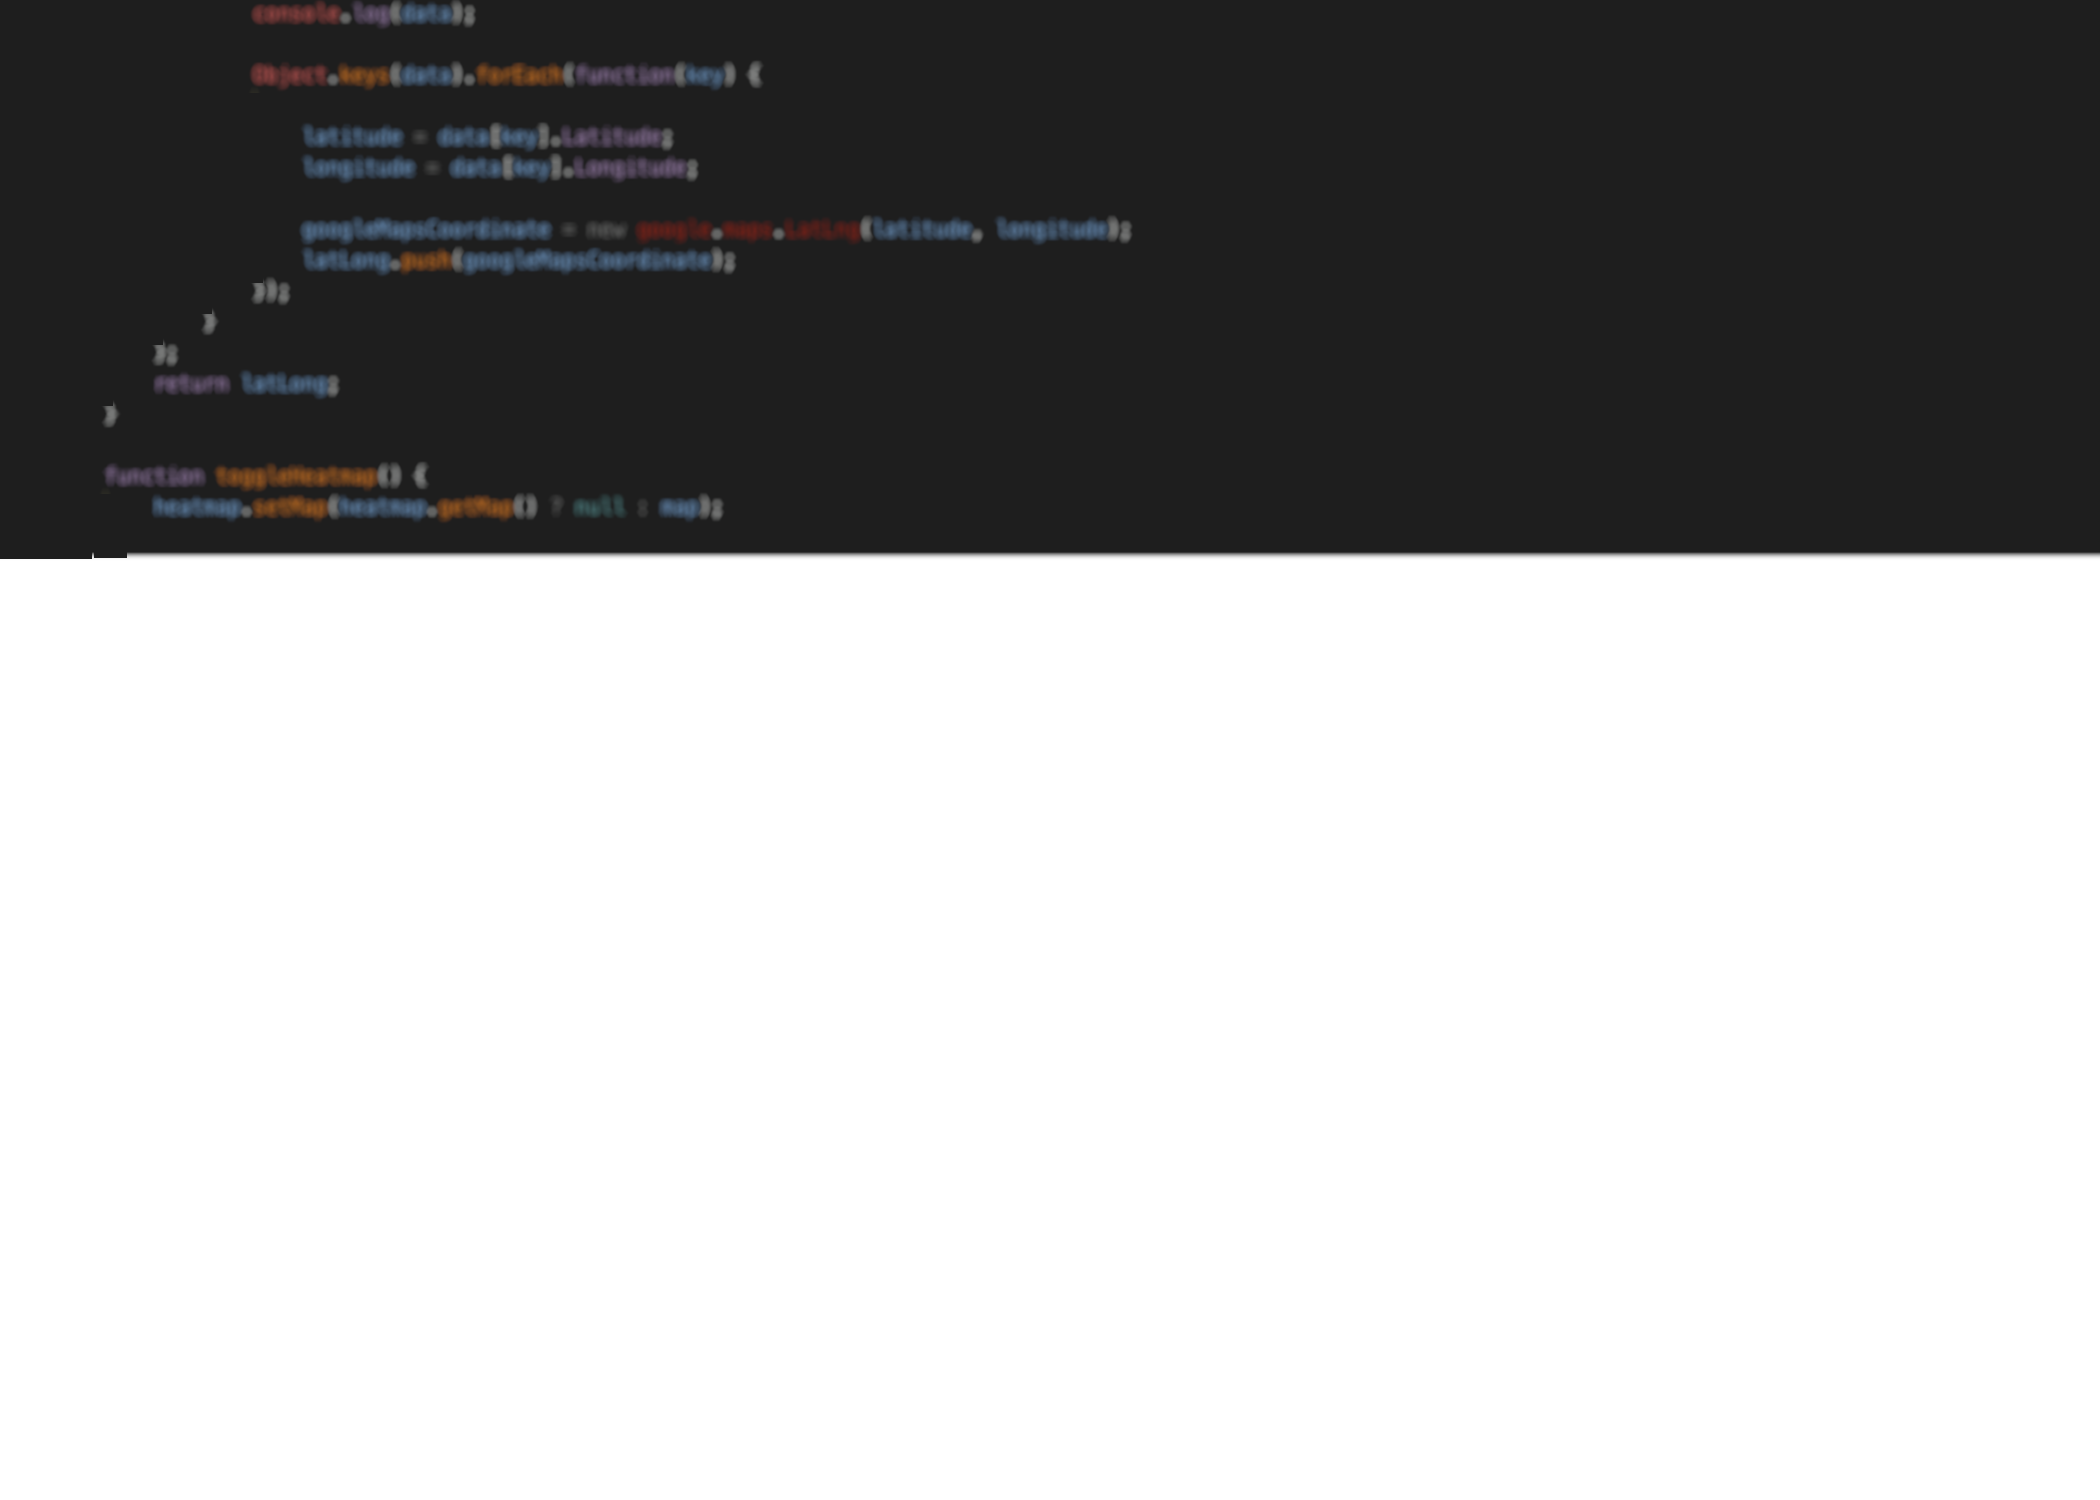 console.log(data);
Object.keys(data).forEach(function(key) {
latitude = data[key].Latitude;
longitude = data[key].Longitude;
googleMapsCoordinate = new google.maps.LatLng(latitude, longitude);
latLong.push(googleMapsCoordinate);
});
}
};
return latLong;
}
function toggleHeatmap() {
heatmap.setMap(heatmap.getMap() ? null : map);